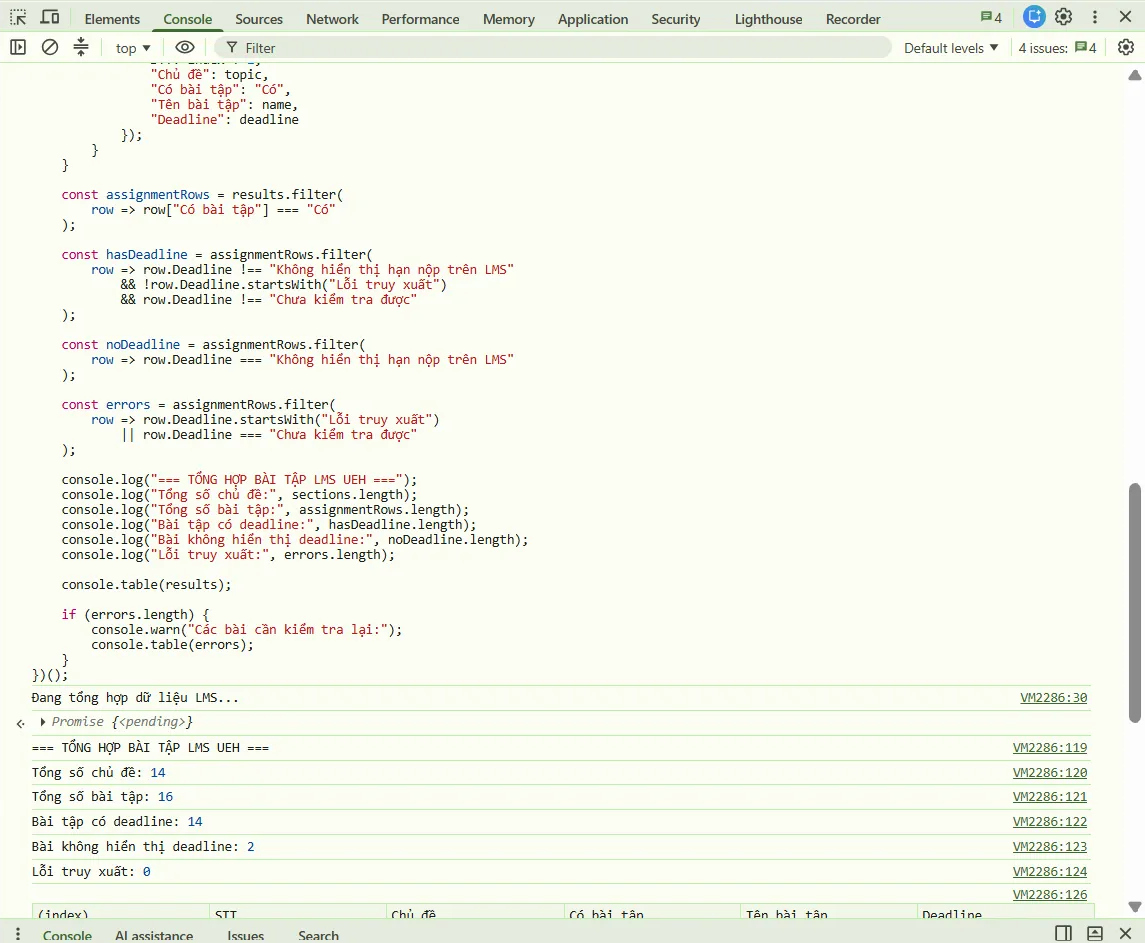 Elements Console Sources Network Performance Memory Application Security Lighthouse Recorder 4
top Filter Default levels 4 issues: 4
"Chủ đề": topic,
"Có bài tập": "Có",
"Tên bài tập": name,
"Deadline": deadline
});
}
}
const assignmentRows = results.filter(
row => row["Có bài tập"] === "Có"
);
const hasDeadline = assignmentRows.filter(
row => row.Deadline !== "Không hiển thị hạn nộp trên LMS"
&& !row.Deadline.startsWith("Lỗi truy xuất")
&& row.Deadline !== "Chưa kiểm tra được"
);
const noDeadline = assignmentRows.filter(
row => row.Deadline === "Không hiển thị hạn nộp trên LMS"
);
const errors = assignmentRows.filter(
row => row.Deadline.startsWith("Lỗi truy xuất")
|| row.Deadline === "Chưa kiểm tra được"
);
console.log("=== TỔNG HỢP BÀI TẬP LMS UEH ===");
console.log("Tổng số chủ đề:", sections.length);
console.log("Tổng số bài tập:", assignmentRows.length);
console.log("Bài tập có deadline:", hasDeadline.length);
console.log("Bài không hiển thị deadline:", noDeadline.length);
console.log("Lỗi truy xuất:", errors.length);
console.table(results);
if (errors.length) {
console.warn("Các bài cần kiểm tra lại:");
console.table(errors);
}
})();
Đang tổng hợp dữ liệu LMS... VM2286:30
Promise {<pending>}
=== TỔNG HỢP BÀI TẬP LMS UEH === VM2286:119
Tổng số chủ đề: 14 VM2286:120
Tổng số bài tập: 16 VM2286:121
Bài tập có deadline: 14 VM2286:122
Bài không hiển thị deadline: 2 VM2286:123
Lỗi truy xuất: 0 VM2286:124
VM2286:126
(index) STT Chủ đề Có bài tập Tên bài tập Deadline
Console AI assistance Issues Search